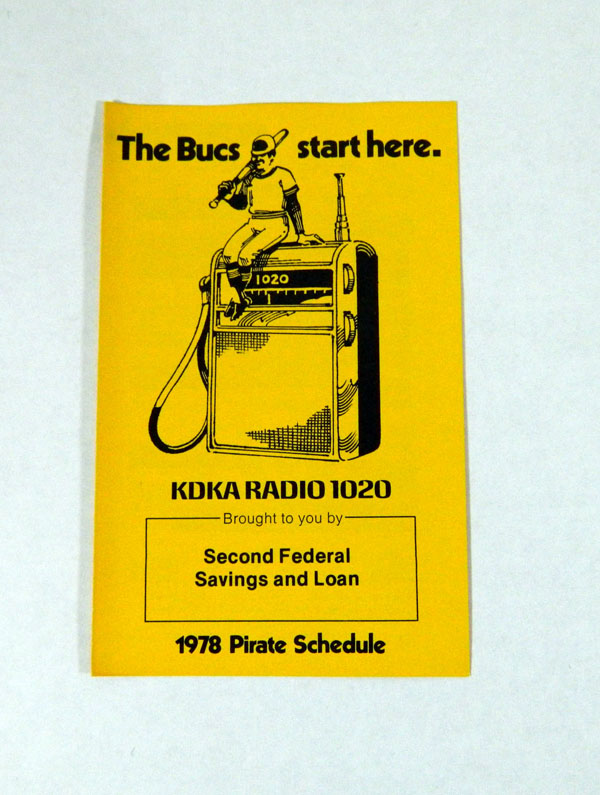 The Bucs start here.
1020
KDKA RADIO 1020
Brought to you by
Second Federal
Savings and Loan
1978 Pirate Schedule